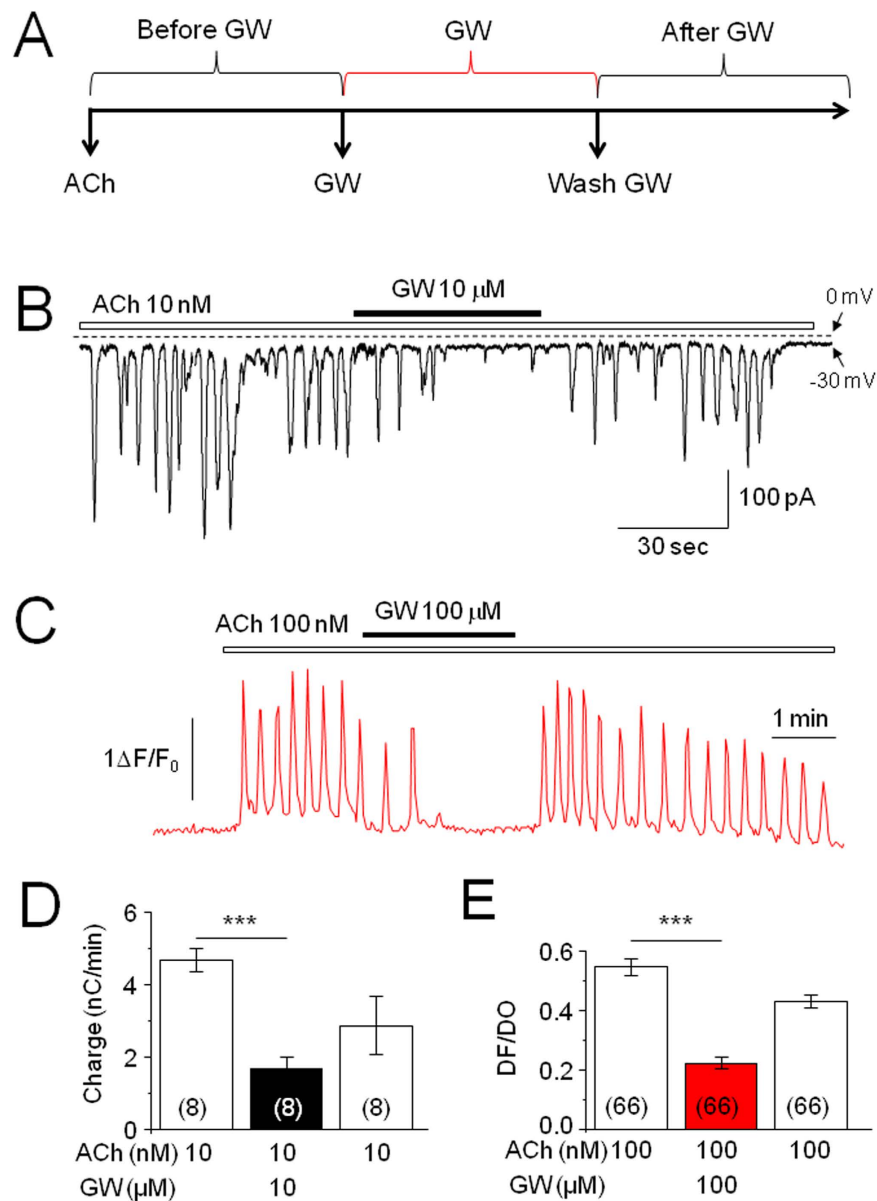 A
Before GW
GW
After GW
ACh
GW
Wash GW
B
ACh 10 nM
GW 10 μM
0 mV
-30 mV
100 pA
30 sec
C
ACh 100 nM
GW 100 μM
1 min
1ΔF/F0
D
Charge (nC/min)
6
4
2
0
***
(8)
(8)
(8)
ACh (nM) 10 10 10
GW (μM) 10
E
DF/DO
0.6
0.4
0.2
0.0
***
(66)
(66)
(66)
ACh (nM) 100 100 100
GW (μM) 100